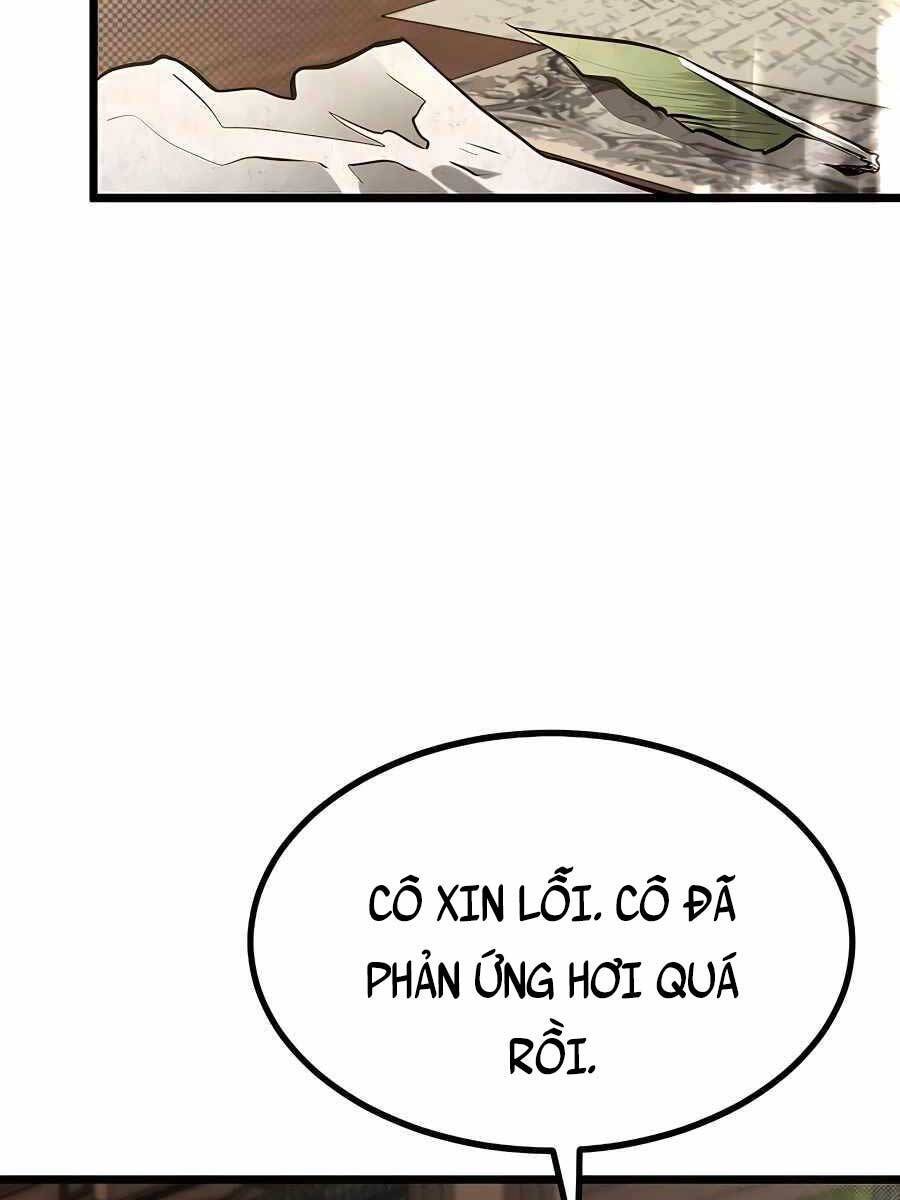 CÔ XIN LỖI. CÔ ĐÃ
PHẢN ỨNG HƠI QUÁ
RỒI.